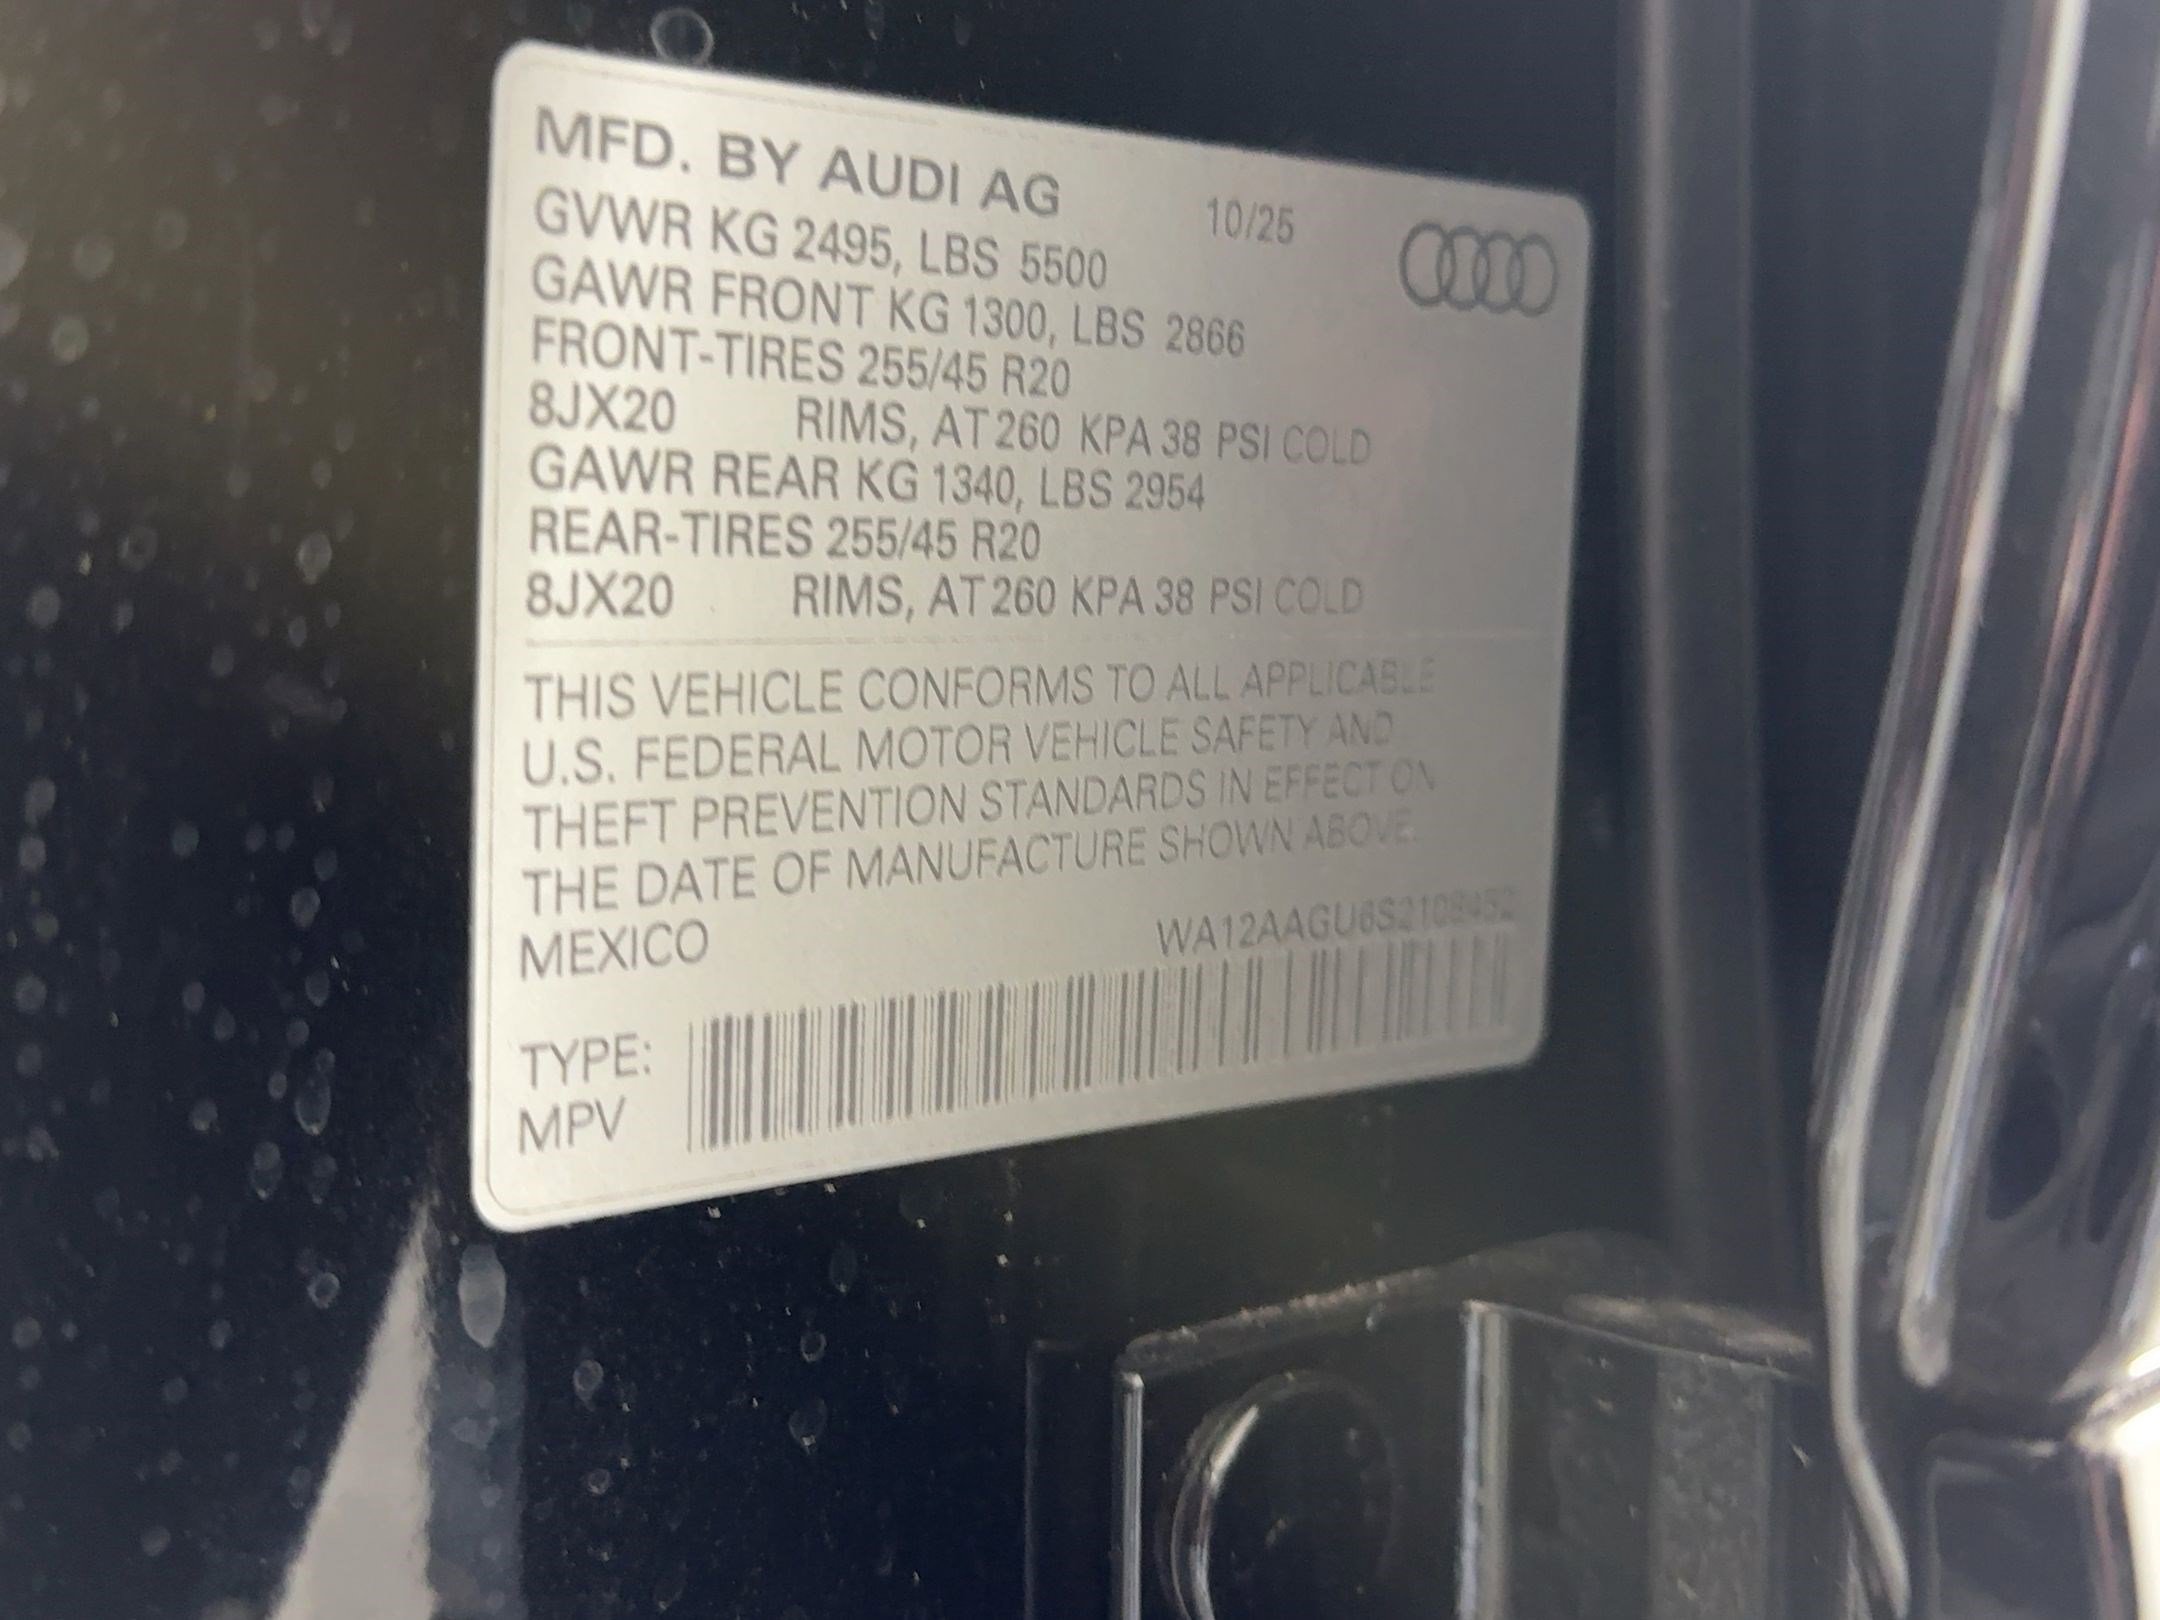 MFD. BY AUDI AG 10/25
GVWR KG 2495, LBS 5500
GAWR FRONT KG 1300, LBS 2866
FRONT-TIRES 255/45 R20
8JX20 RIMS, AT 260 KPA 38 PSI COLD
GAWR REAR KG 1340, LBS 2954
REAR-TIRES 255/45 R20
8JX20 RIMS, AT 260 KPA 38 PSI COLD
THIS VEHICLE CONFORMS TO ALL APPLICABLE
U.S. FEDERAL MOTOR VEHICLE SAFETY AND
THEFT PREVENTION STANDARDS IN EFFECT ON
THE DATE OF MANUFACTURE SHOWN ABOVE.
MEXICO
TYPE:
MPV